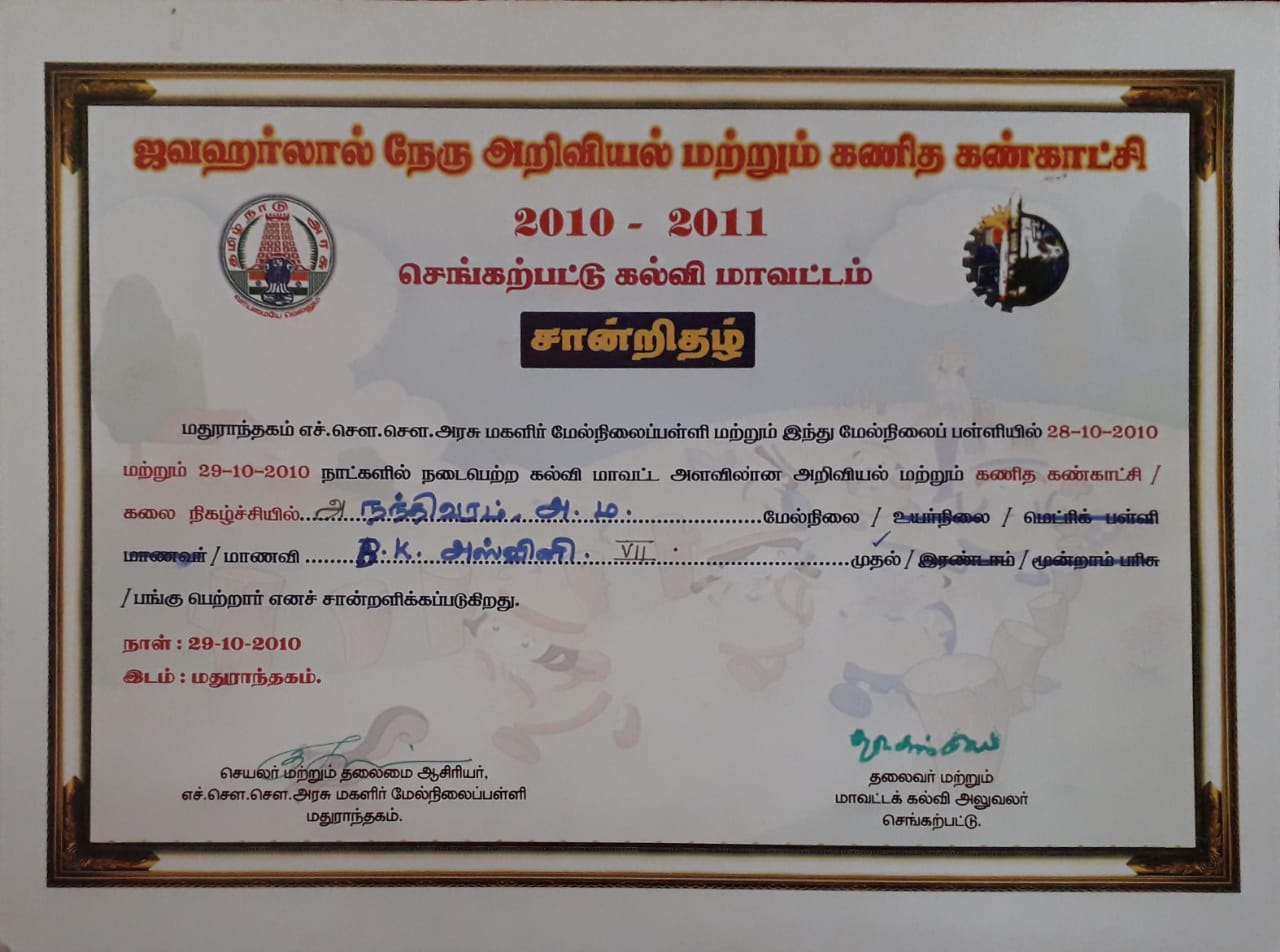 ஜவஹர்லால் நேரு அறிவியல் மற்றும் கணித கண்காட்சி
தமிழ்நாடு அரசு
வாய்மையே வெல்லும்
2010 - 2011
செங்கற்பட்டு கல்வி மாவட்டம்
சான்றிதழ்
மதுராந்தகம் எச்.சௌ.சௌ.அரசு மகளிர் மேல்நிலைப்பள்ளி மற்றும் இந்து மேல்நிலைப் பள்ளியில் 28-10-2010
மற்றும் 29-10-2010 நாட்களில் நடைபெற்ற கல்வி மாவட்ட அளவிலான அறிவியல் மற்றும் கணித கண்காட்சி /
கலை நிகழ்ச்சியில்...அ நந்திவரம். அ. ம. ...மேல்நிலை / உயர்நிலை / மெட்ரிக் பள்ளி
மாணவர் / மாணவி ...B.K. அஸ்வினி. VII ...முதல் / இரண்டாம் / மூன்றாம் பரிசு
/ பங்கு பெற்றார் எனச் சான்றளிக்கப்படுகிறது.
நாள் : 29-10-2010
இடம் : மதுராந்தகம்.
செயலர் மற்றும் தலைமை ஆசிரியர்,
எச்.சௌ.சௌ.அரசு மகளிர் மேல்நிலைப்பள்ளி
மதுராந்தகம்.
தலைவர் மற்றும்
மாவட்டக் கல்வி அலுவலர்
செங்கற்பட்டு.